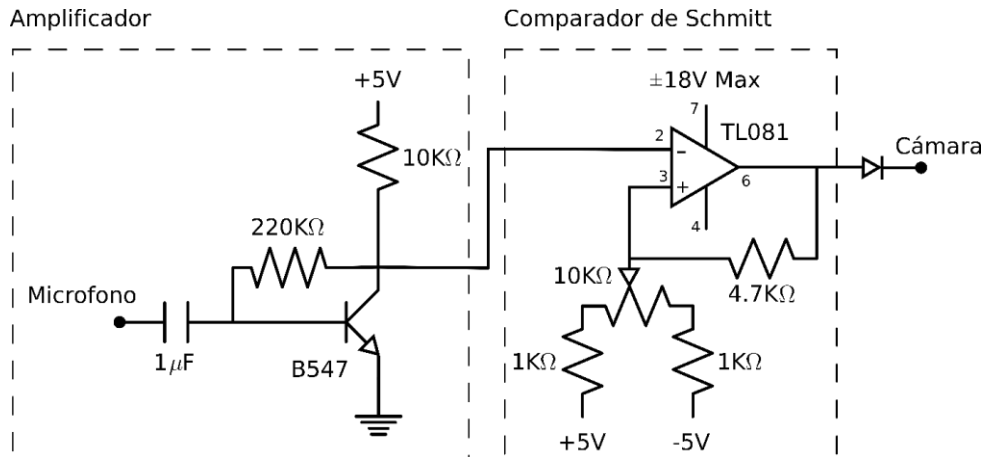 Amplificador
Comparador de Schmitt
+5V
±18V Max
7
TL081
10KΩ
2
-
Cámara
3
+
6
220KΩ
4
10KΩ
4.7KΩ
Microfono
1μF
B547
1KΩ
1KΩ
+5V
-5V